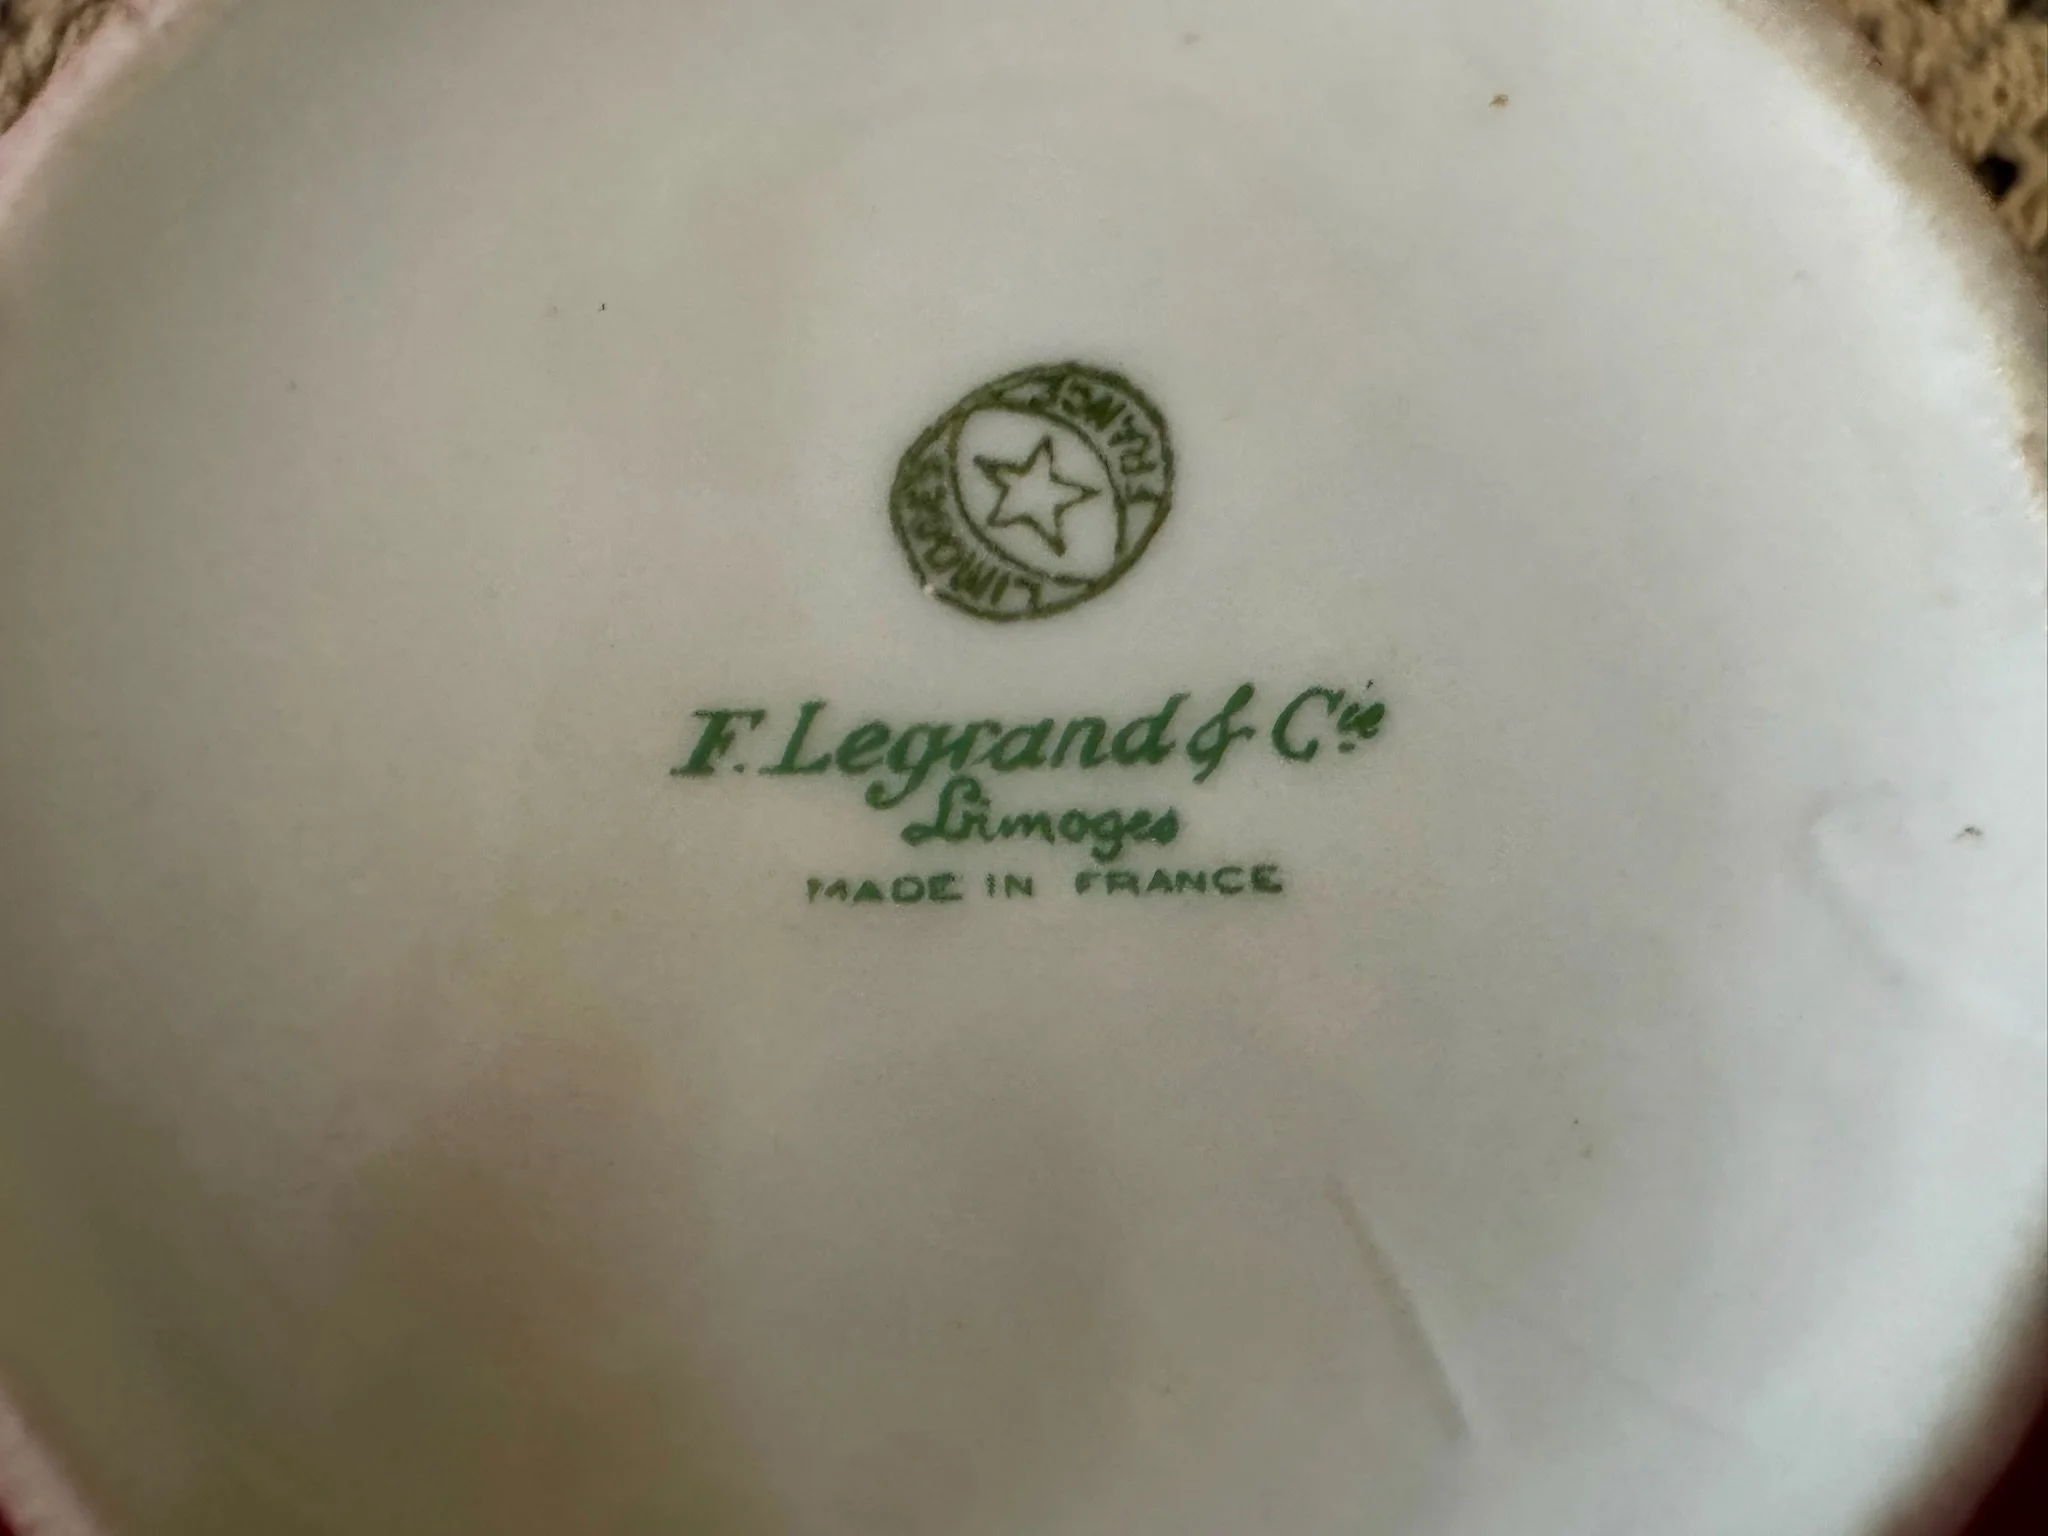 LIMOGES
FRANCE
F. Legrand & Cie
Limoges
MADE IN FRANCE